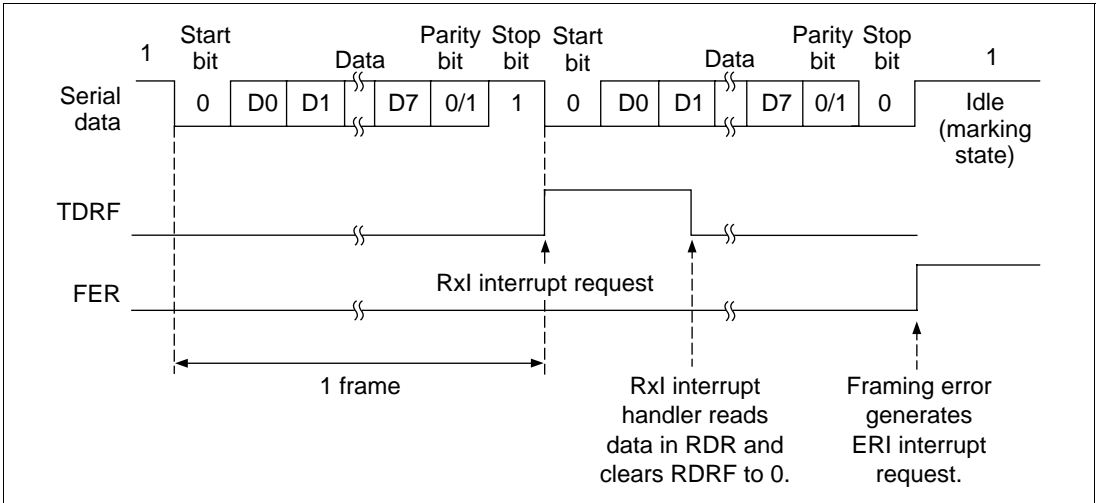 1 Start bit Data Parity bit Stop bit Start bit Data Parity bit Stop bit 1
Serial data 0 D0 D1 D7 0/1 1 0 D0 D1 D7 0/1 0 Idle (marking state)
TDRF
RxI interrupt request
FER
1 frame
RxI interrupt
handler reads
data in RDR and
clears RDRF to 0.
Framing error
generates
ERI interrupt
request.